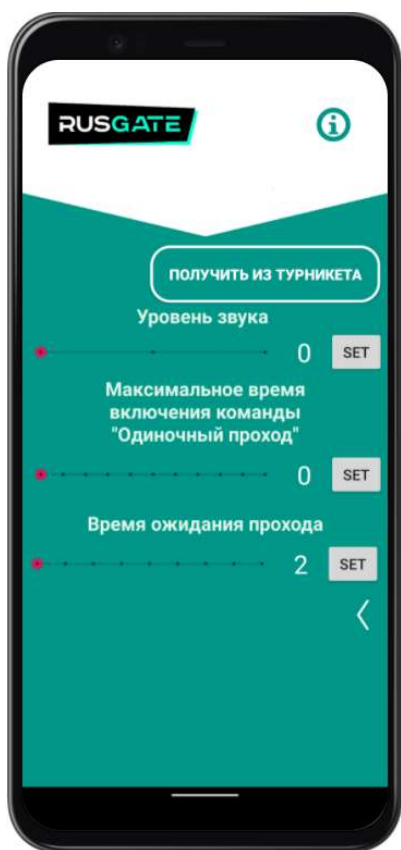 RUSGATE
ПОЛУЧИТЬ ИЗ ТУРНИКЕТА
Уровень звука
0 SET
Максимальное время
включения команды
"Одиночный проход"
0 SET
Время ожидания прохода
2 SET